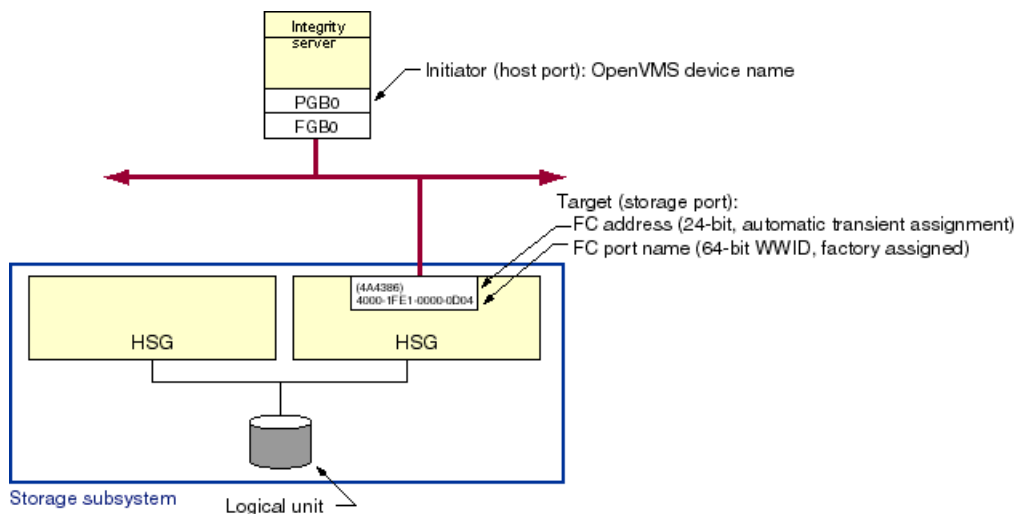 Integrity
server
Initiator (host port): OpenVMS device name
PGB0
FGB0
Target (storage port):
FC address (24-bit, automatic transient assignment)
FC port name (64-bit WWID, factory assigned)
(4A4386)
4000-1FE1-0000-0D04
HSG
HSG
Storage subsystem
Logical unit